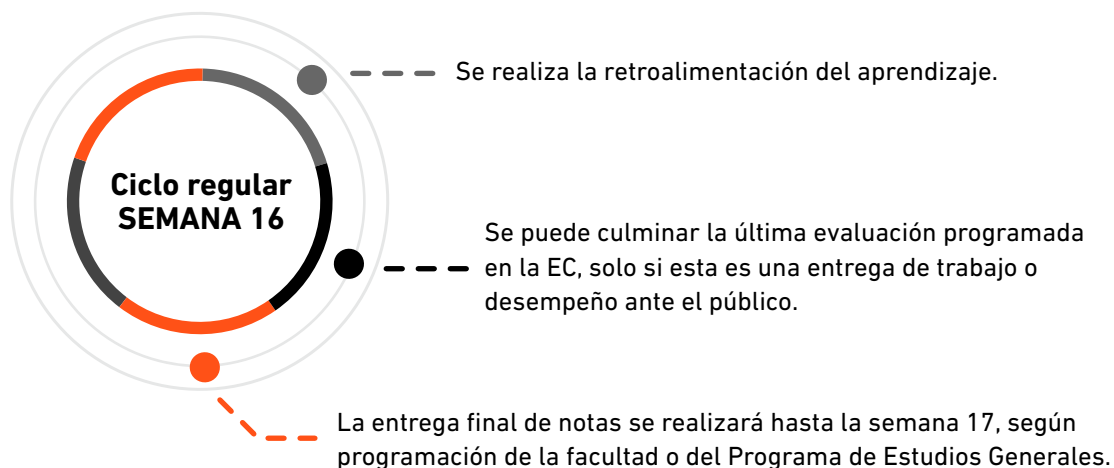 Se realiza la retroalimentación del aprendizaje.
Ciclo regular
SEMANA 16
Se puede culminar la última evaluación programada
en la EC, solo si esta es una entrega de trabajo o
desempeño ante el público.
La entrega final de notas se realizará hasta la semana 17, según
programación de la facultad o del Programa de Estudios Generales.